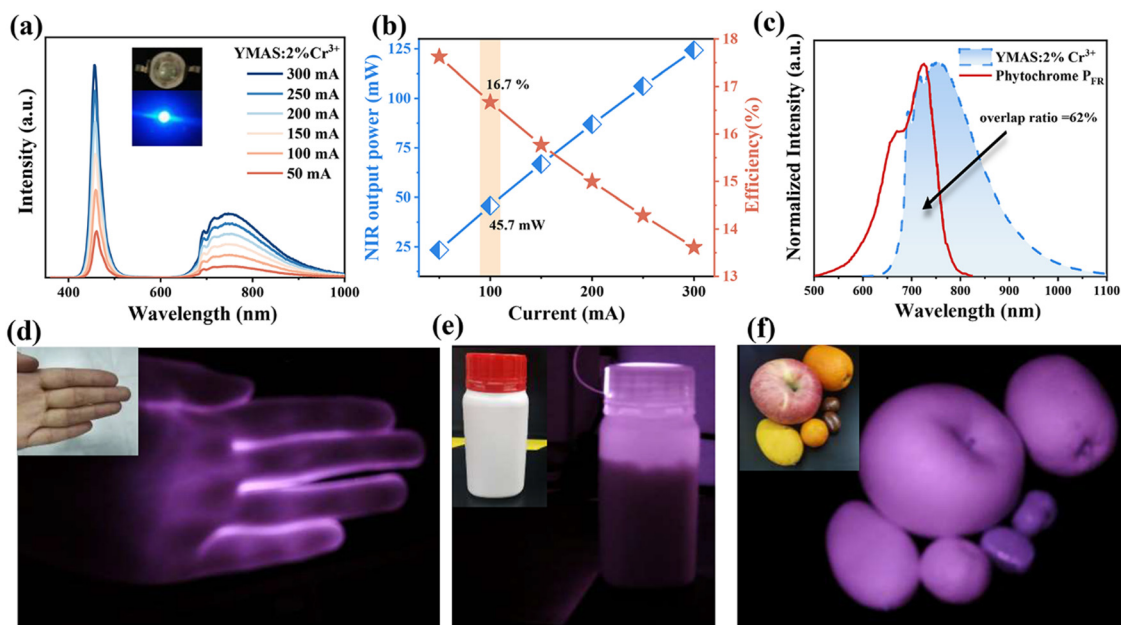 (a)
YMAS:2%Cr³⁺
300 mA
250 mA
200 mA
150 mA
100 mA
50 mA
Intensity (a.u.)
400
600
800
1000
Wavelength (nm)
(b)
125
100
75
50
25
NIR output power (mW)
16.7 %
45.7 mW
18
17
16
15
14
13
Efficiency(%)
100
200
300
Current (mA)
(c)
YMAS:2% Cr³⁺
Phytochrome P_FR
overlap ratio =62%
Normalized Intensity (a.u.)
500
600
700
800
900
1000
1100
Wavelength (nm)
(d)
(e)
(f)